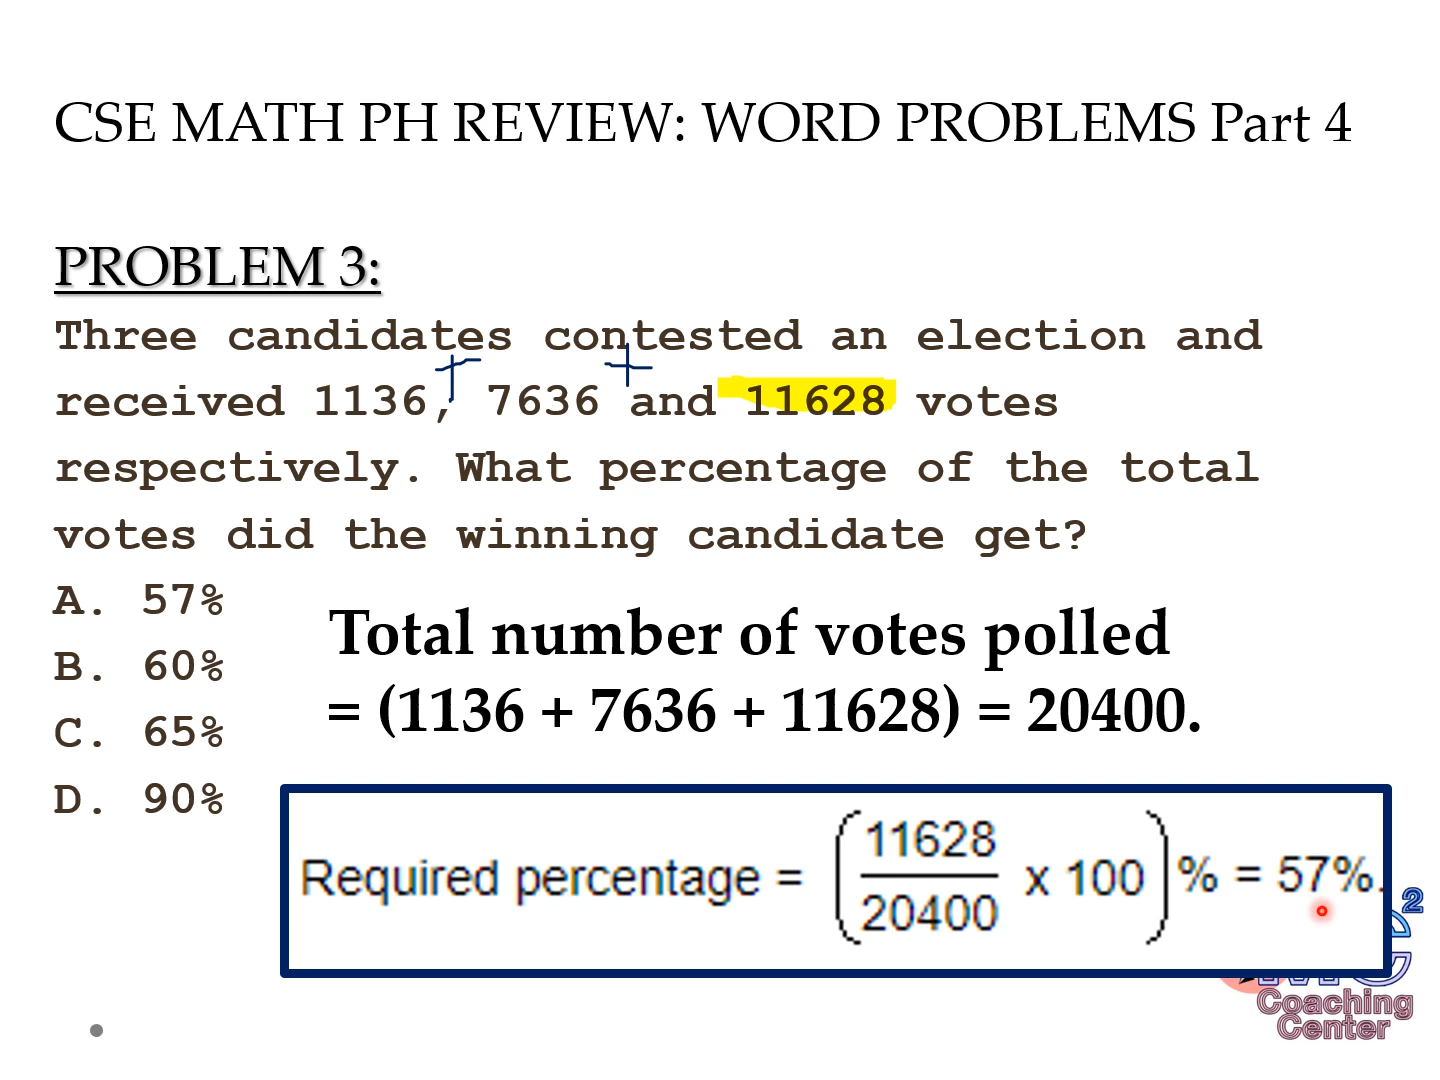 CSE MATH PH REVIEW: WORD PROBLEMS Part 4
PROBLEM 3:
Three candidates contested an election and
received 1136, 7636 and 11628 votes
respectively. What percentage of the total
votes did the winning candidate get?
A. 57%
B. 60%
C. 65%
D. 90%
Total number of votes polled
= (1136 + 7636 + 11628) = 20400.
Required percentage = (11628/20400 x 100)% = 57%.
Coaching
Center